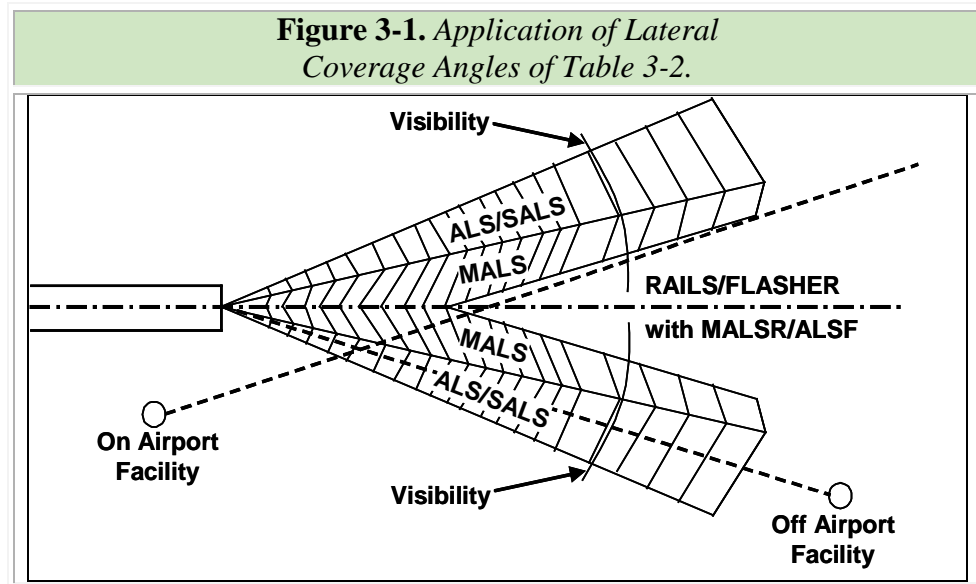 Figure 3-1. Application of Lateral
Coverage Angles of Table 3-2.
Visibility
ALS/SALS
MALS
RAILS/FLASHER
with MALSR/ALSF
MALS
ALS/SALS
On Airport
Facility
Visibility
Off Airport
Facility